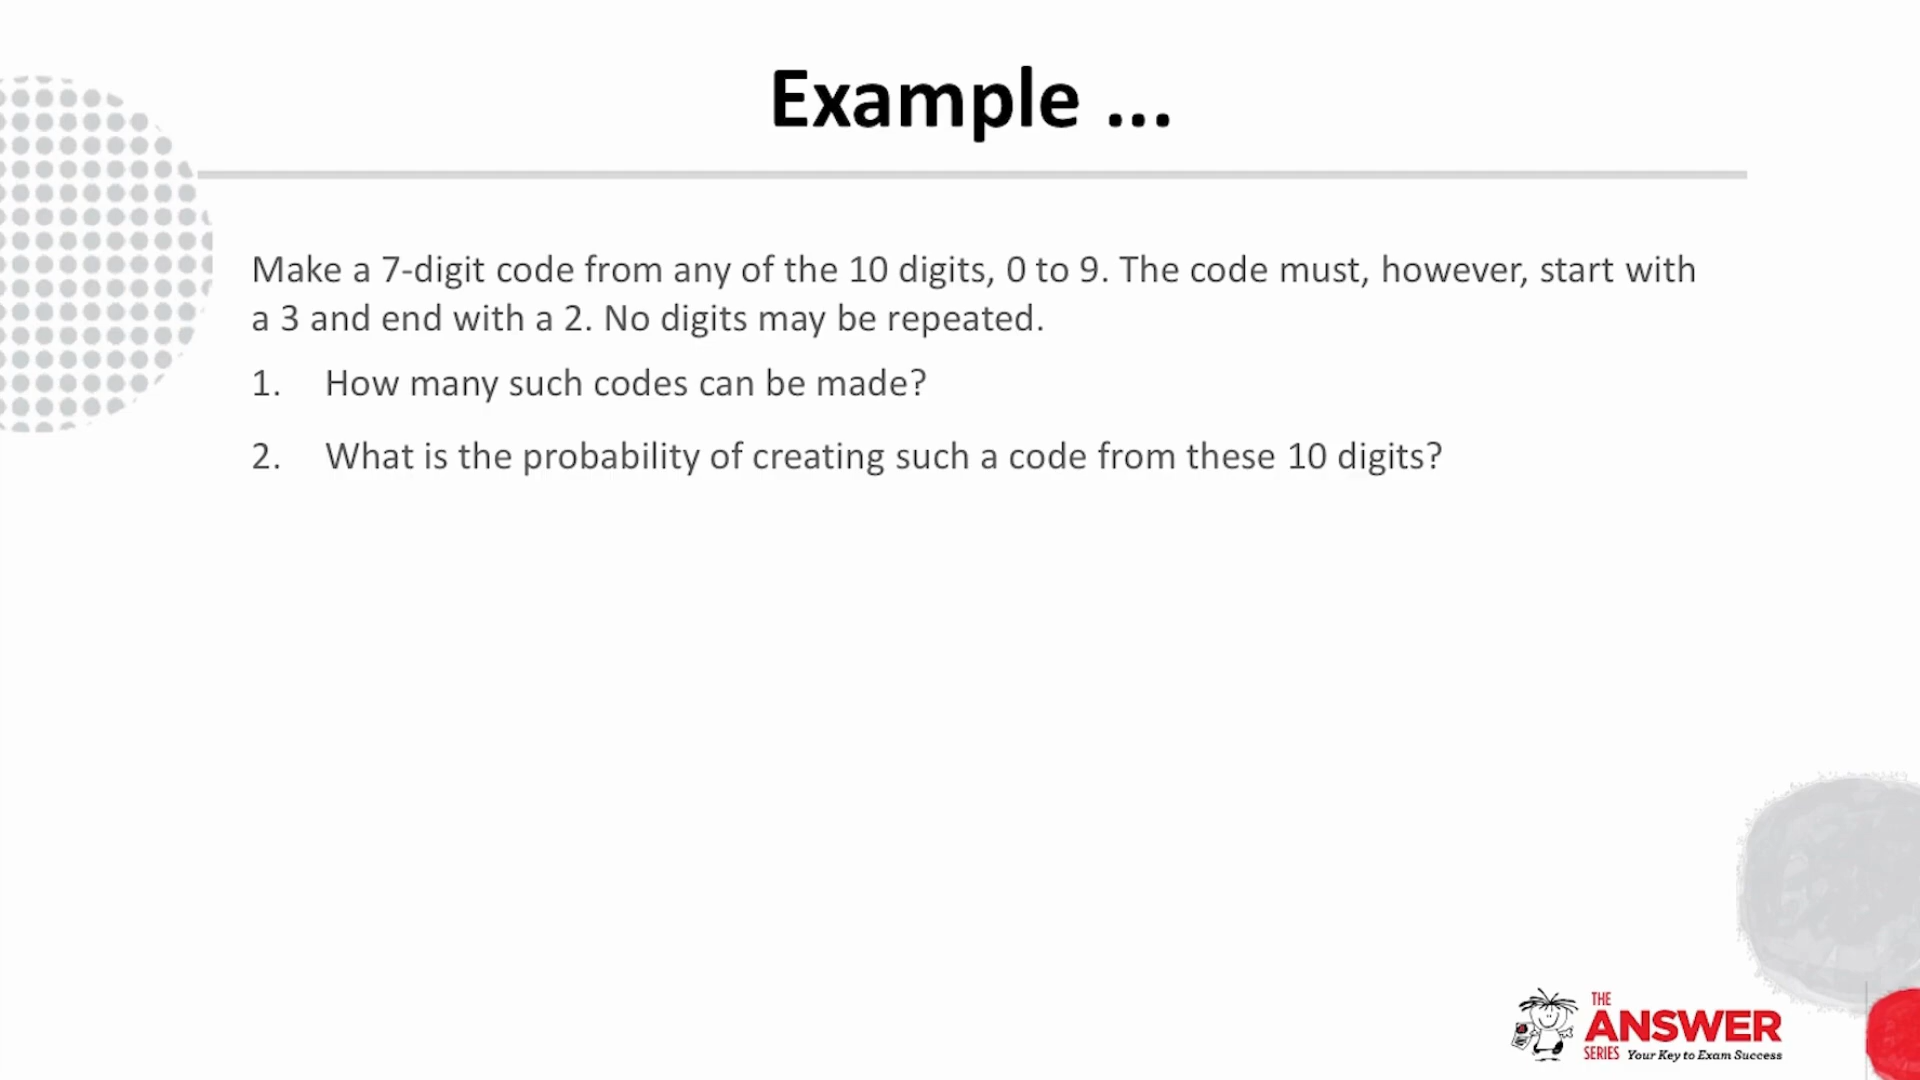 Example ...
Make a 7-digit code from any of the 10 digits, 0 to 9. The code must, however, start with
a 3 and end with a 2. No digits may be repeated.
1. How many such codes can be made?
2. What is the probability of creating such a code from these 10 digits?
THE
ANSWER
SERIES Your Key to Exam Success